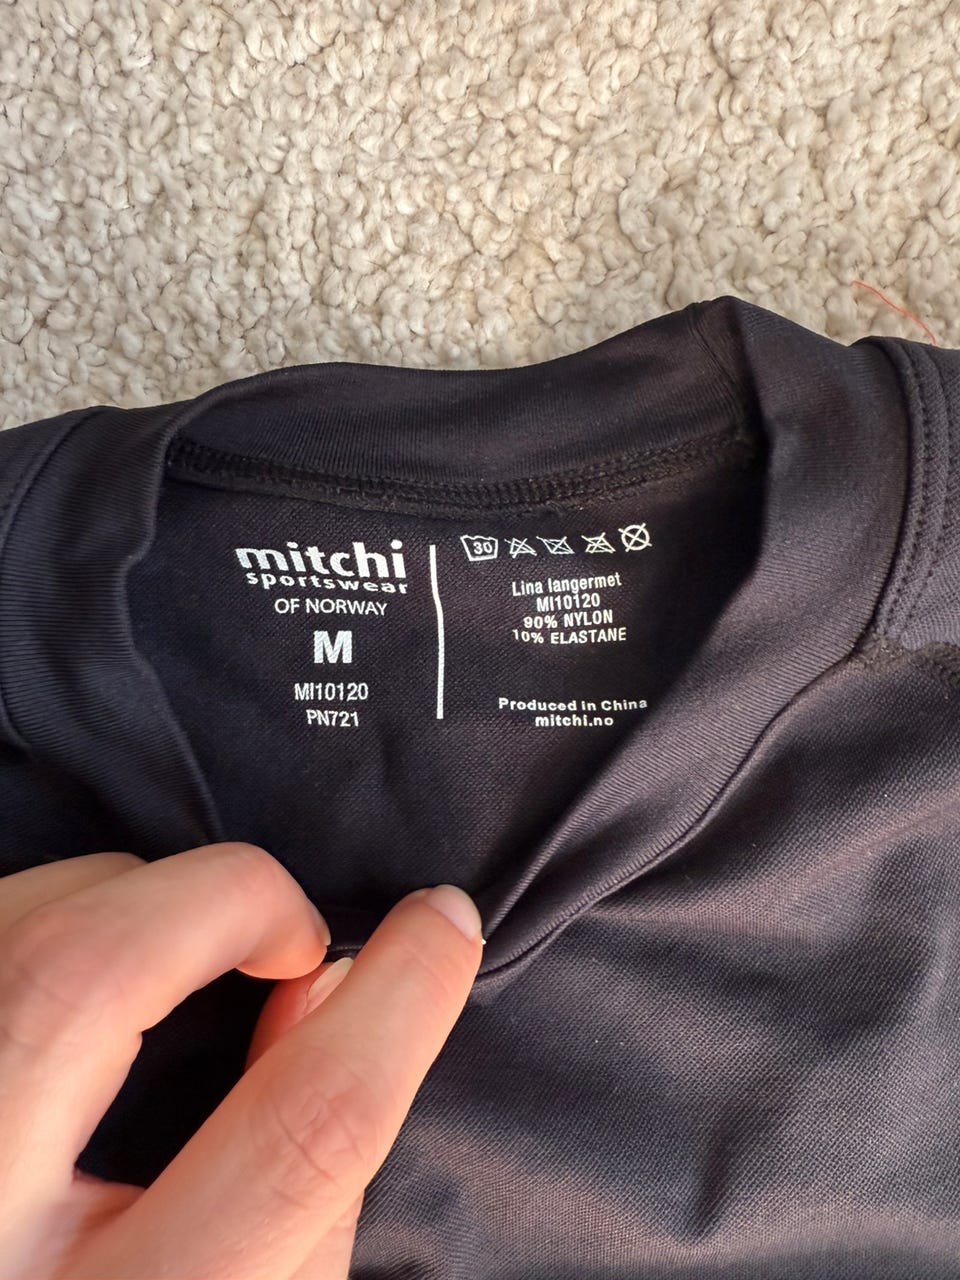 mitchi
sportswear
OF NORWAY
M
MI10120
PN721
30
Lina langermet
MI10120
90% NYLON
10% ELASTANE
Produced in China
mitchi.no